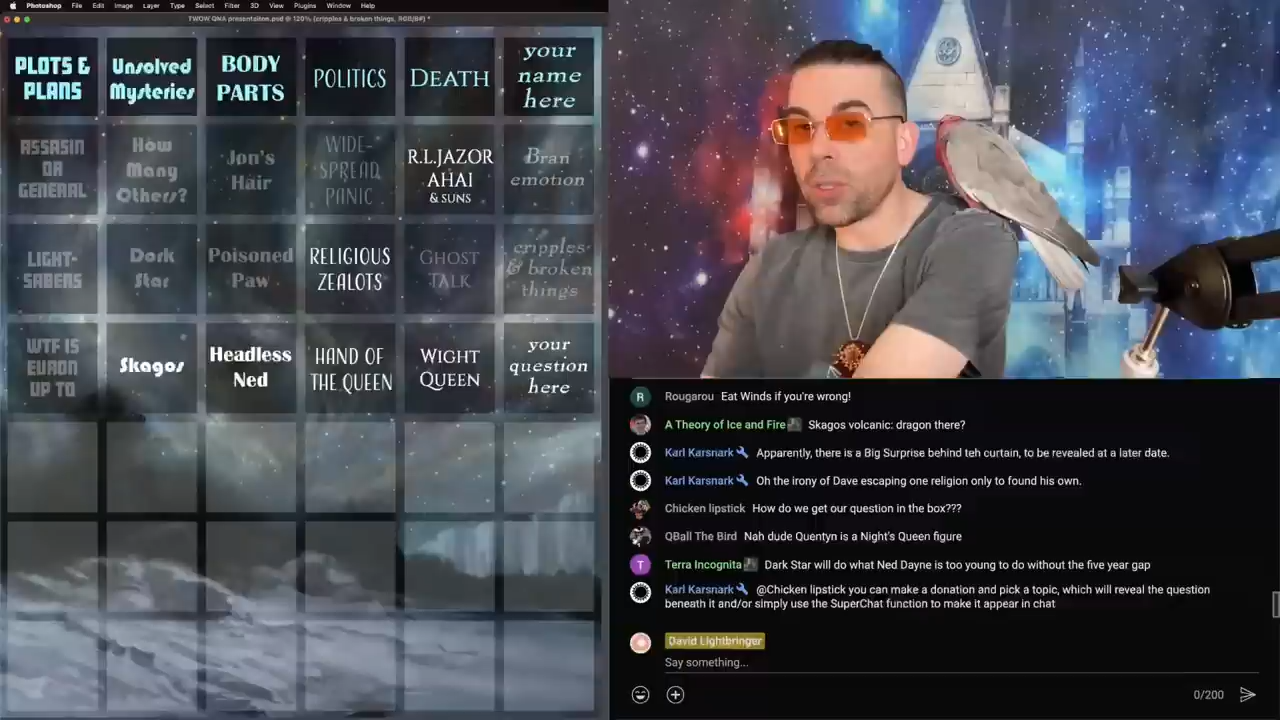 Photoshop File Edit Image Layer Type Select Filter 3D View Plugins Window Help
TWOW QNA presentaiton.psd @ 120% (cripples & broken things, RGB/8#) *
PLOTS &
PLANS
Unsolved
Mysteries
BODY
PARTS
POLITICS
DEATH
your
name
here
ASSASIN
OR
GENERAL
How
Many
Others?
Jon's
Hair
WIDE-
SPREAD
PANIC
R.L.JAZOR
AHAI
& SUNS
Bran
emotion
LIGHT-
SABERS
Dark
Star
Poisoned
Paw
RELIGIOUS
ZEALOTS
GHOST
TALK
cripples
& broken
things
WTF IS
EURON
UP TO
Skagos
Headless
Ned
HAND OF
THE QUEEN
WIGHT
QUEEN
your
question
here
R Rougarou Eat Winds if you're wrong!
A Theory of Ice and Fire Skagos volcanic: dragon there?
Karl Karsnark Apparently, there is a Big Surprise behind teh curtain, to be revealed at a later date.
Karl Karsnark Oh the irony of Dave escaping one religion only to found his own.
Chicken lipstick How do we get our question in the box???
QBall The Bird Nah dude Quentyn is a Night's Queen figure
T Terra Incognita Dark Star will do what Ned Dayne is too young to do without the five year gap
Karl Karsnark @Chicken lipstick you can make a donation and pick a topic, which will reveal the question
beneath it and/or simply use the SuperChat function to make it appear in chat
David Lightbringer
Say something...
0/200